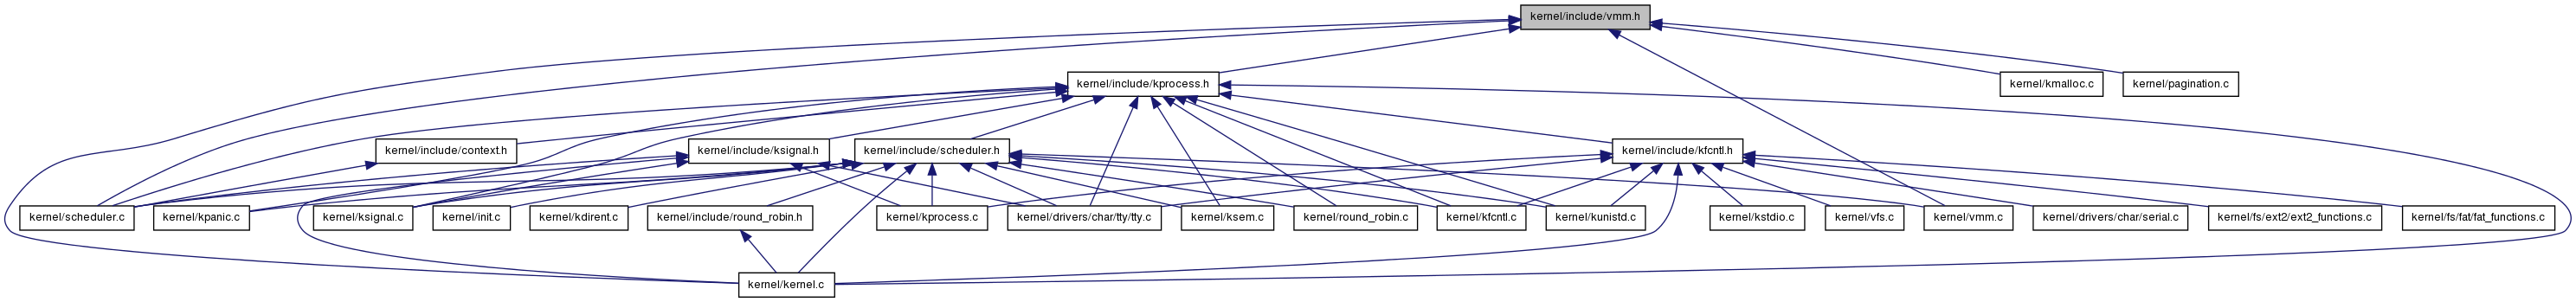 kernel/include/vmm.h
kernel/include/kprocess.h
kernel/kmalloc.c
kernel/pagination.c
kernel/include/context.h
kernel/include/ksignal.h
kernel/include/scheduler.h
kernel/include/kfcntl.h
kernel/scheduler.c
kernel/kpanic.c
kernel/ksignal.c
kernel/init.c
kernel/kdirent.c
kernel/include/round_robin.h
kernel/kprocess.c
kernel/drivers/char/tty/tty.c
kernel/ksem.c
kernel/round_robin.c
kernel/kfcntl.c
kernel/kunistd.c
kernel/kstdio.c
kernel/vfs.c
kernel/vmm.c
kernel/drivers/char/serial.c
kernel/fs/ext2/ext2_functions.c
kernel/fs/fat/fat_functions.c
kernel/kernel.c